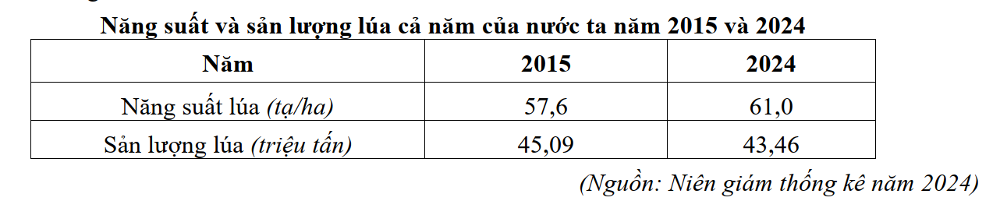 Năng suất và sản lượng lúa cả năm của nước ta năm 2015 và 2024
Năm 2015 2024
Năng suất lúa (tạ/ha) 57,6 61,0
Sản lượng lúa (triệu tấn) 45,09 43,46
(Nguồn: Niên giám thống kê năm 2024)